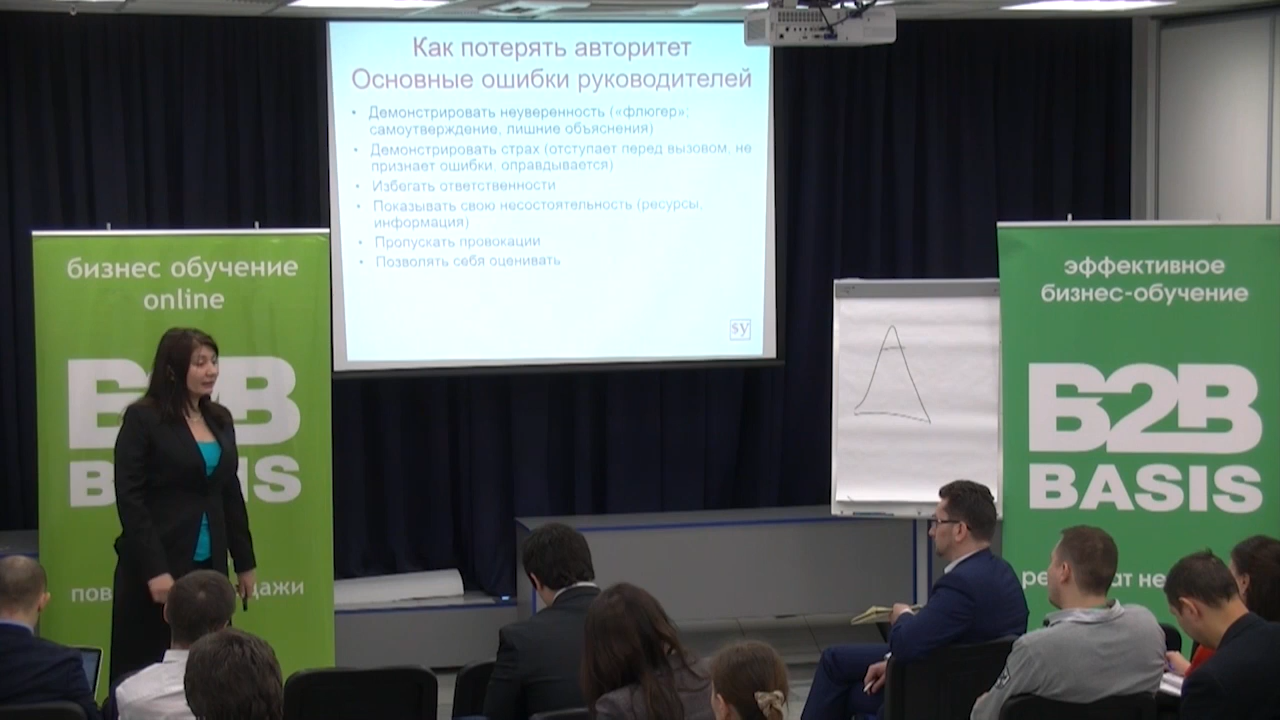 Как потерять авторитет
Основные ошибки руководителей
• Демонстрировать неуверенность («флюгер»;
самоутверждение, лишние объяснения)
• Демонстрировать страх (отступает перед вызовом, не
признает ошибки, оправдывается)
• Избегать ответственности
• Показывать свою несостоятельность (ресурсы,
информация)
• Пропускать провокации
• Позволять себя оценивать
$y
бизнес обучение
online
Б2В
BASIS
эффективное
бизнес-обучение
Б2В
BASIS